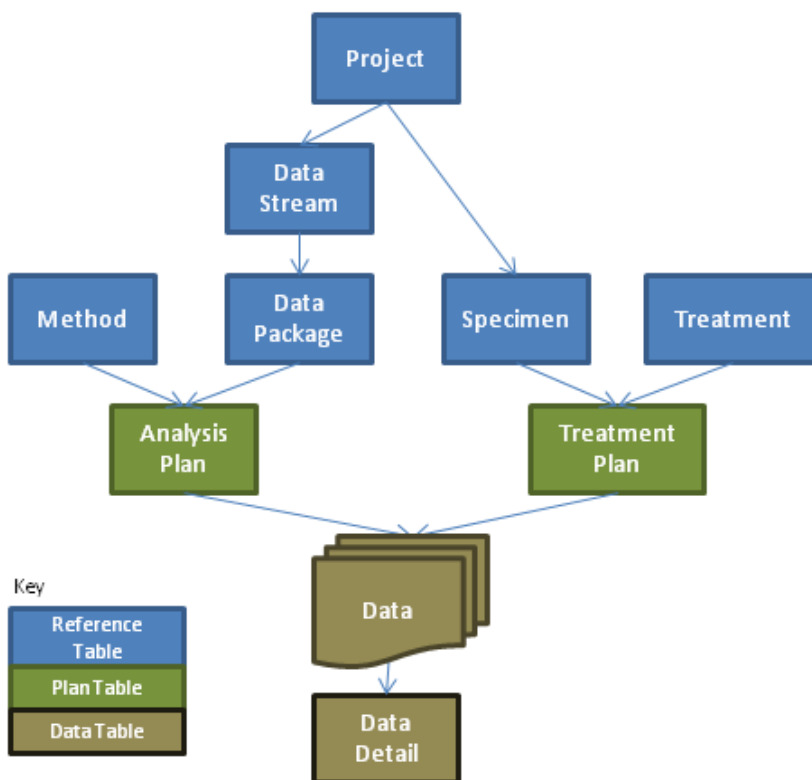 Project
Data
Stream
Method
Data
Package
Specimen
Treatment
Analysis
Plan
Treatment
Plan
Data
Key
Reference
Table
Plan Table
Data Table
Data
Detail